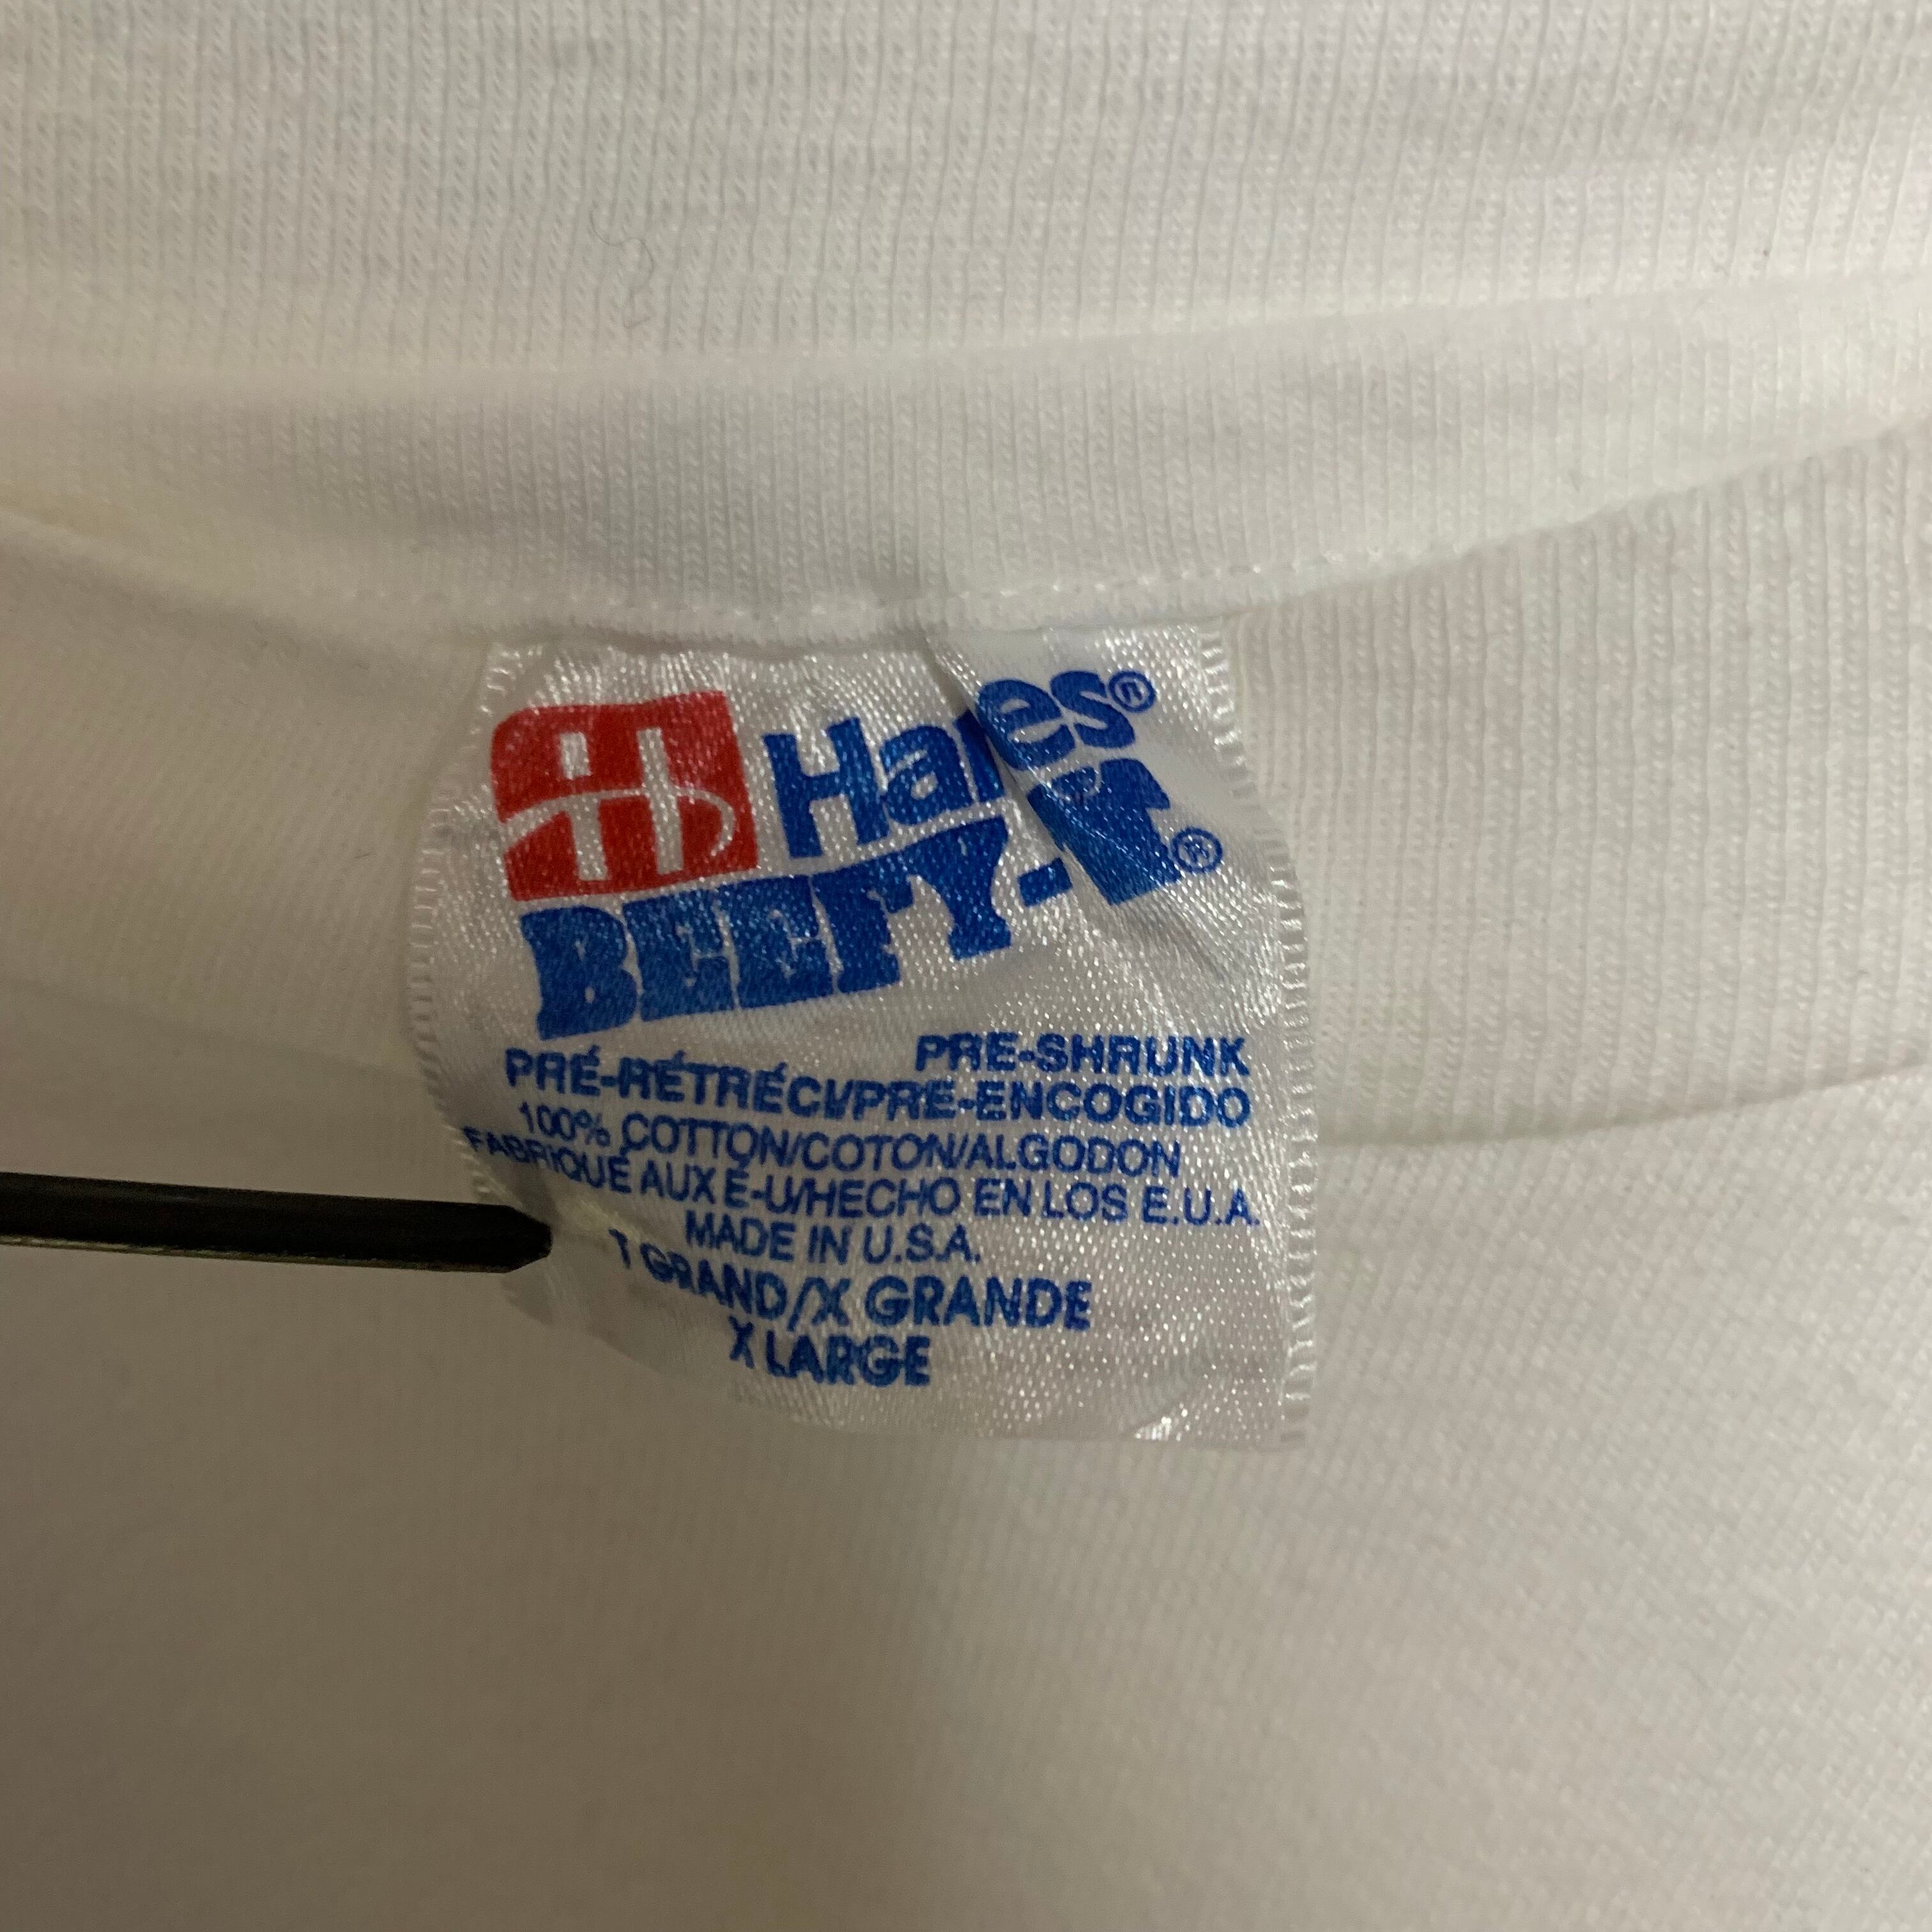 Hanes®
BEEFY-T.®
PRE-SHRUNK
PRÉ-RÉTRÉCI/PRE-ENCOGIDO
100% COTTON/COTON/ALGODON
FABRIQUÉ AUX É-U/HECHO EN LOS E.U.A.
MADE IN U.S.A.
T GRAND/X GRANDE
X LARGE